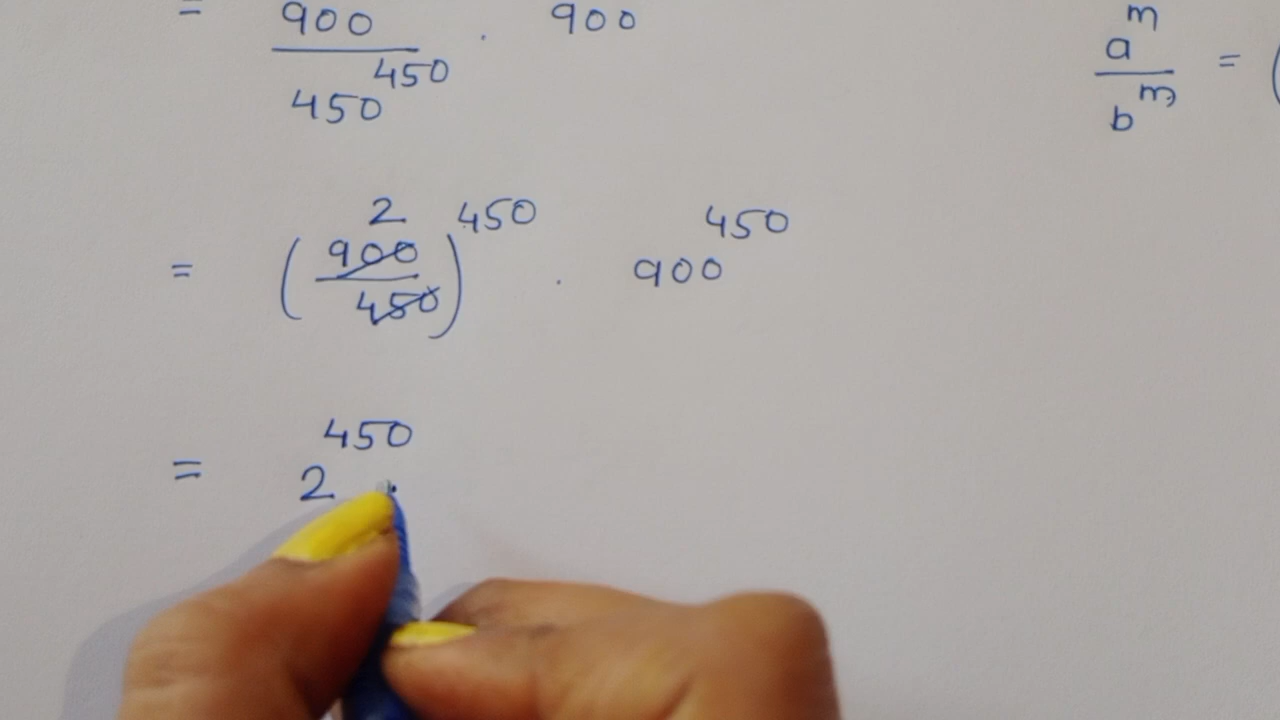 = 900 / 450^450 . 900
a^m / b^m = (
= (900 / 450)^450 . 900^450
2
= 2^450 .